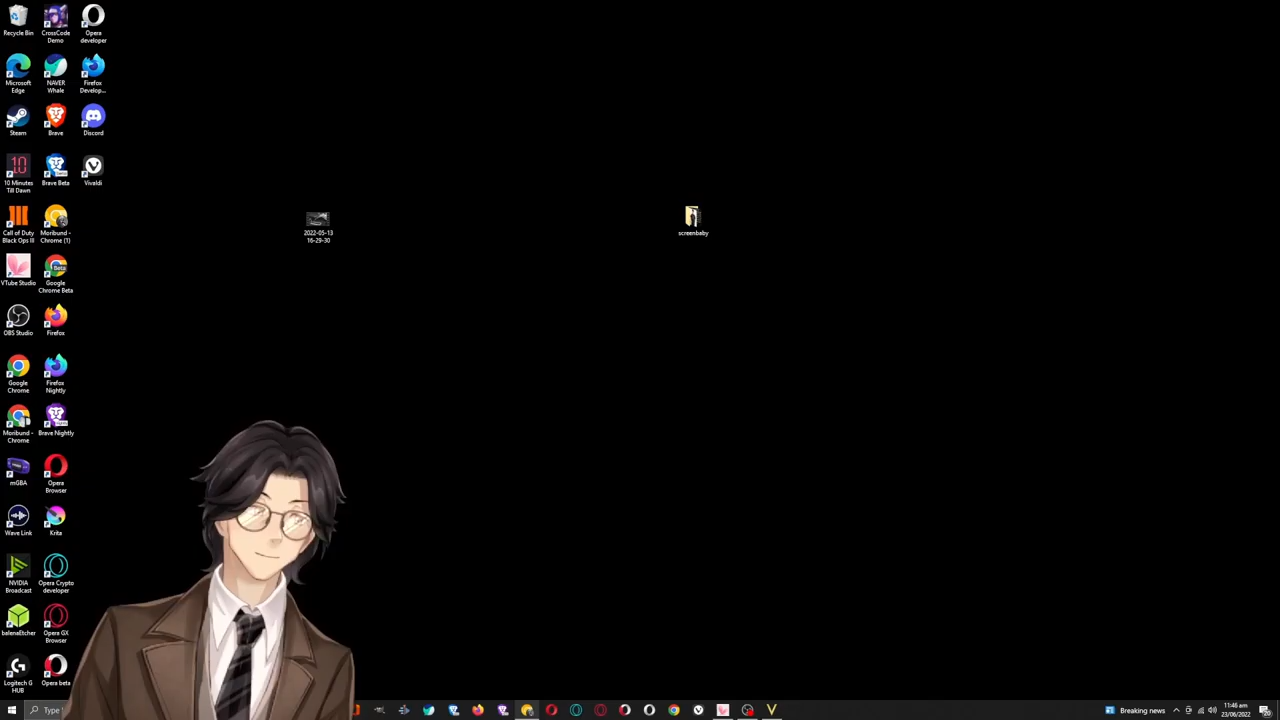 Recycle Bin
CrossCode
Demo
Opera
developer
Microsoft
Edge
NAVER
Whale
Firefox
Develop...
Steam
Brave
Discord
10 Minutes
Till Dawn
Brave Beta
Vivaldi
Call of Duty
Black Ops III
Moribund -
Chrome (1)
2022-05-13
16-29-30
screenbaby
VTube Studio
Google
Chrome Beta
OBS Studio
Firefox
Google
Chrome
Firefox
Nightly
Moribund -
Chrome
Brave Nightly
mGBA
Opera
Browser
Wave Link
Krita
NVIDIA
Broadcast
Opera Crypto
developer
balenaEtcher
Opera GX
Browser
Logitech G
HUB
Opera beta
Type
Breaking news
11:46 am
23/06/2022